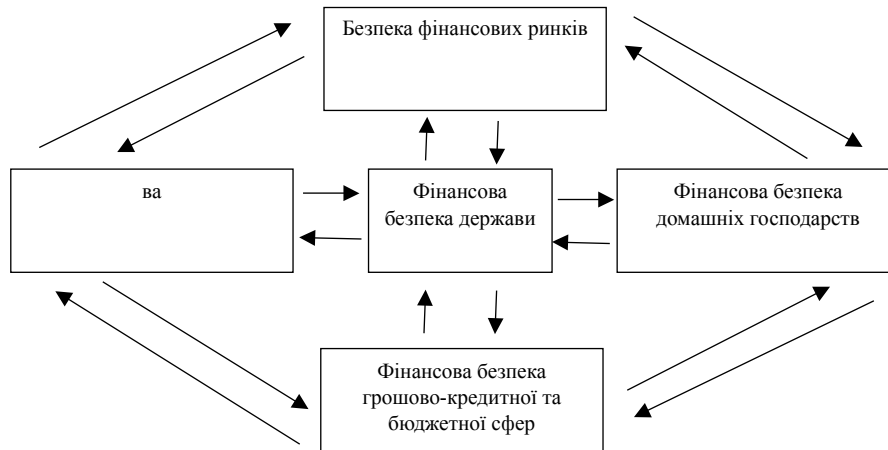 Безпека фінансових ринків
ва
Фінансова
безпека держави
Фінансова безпека
домашніх господарств
Фінансова безпека
грошово-кредитної та
бюджетної сфер